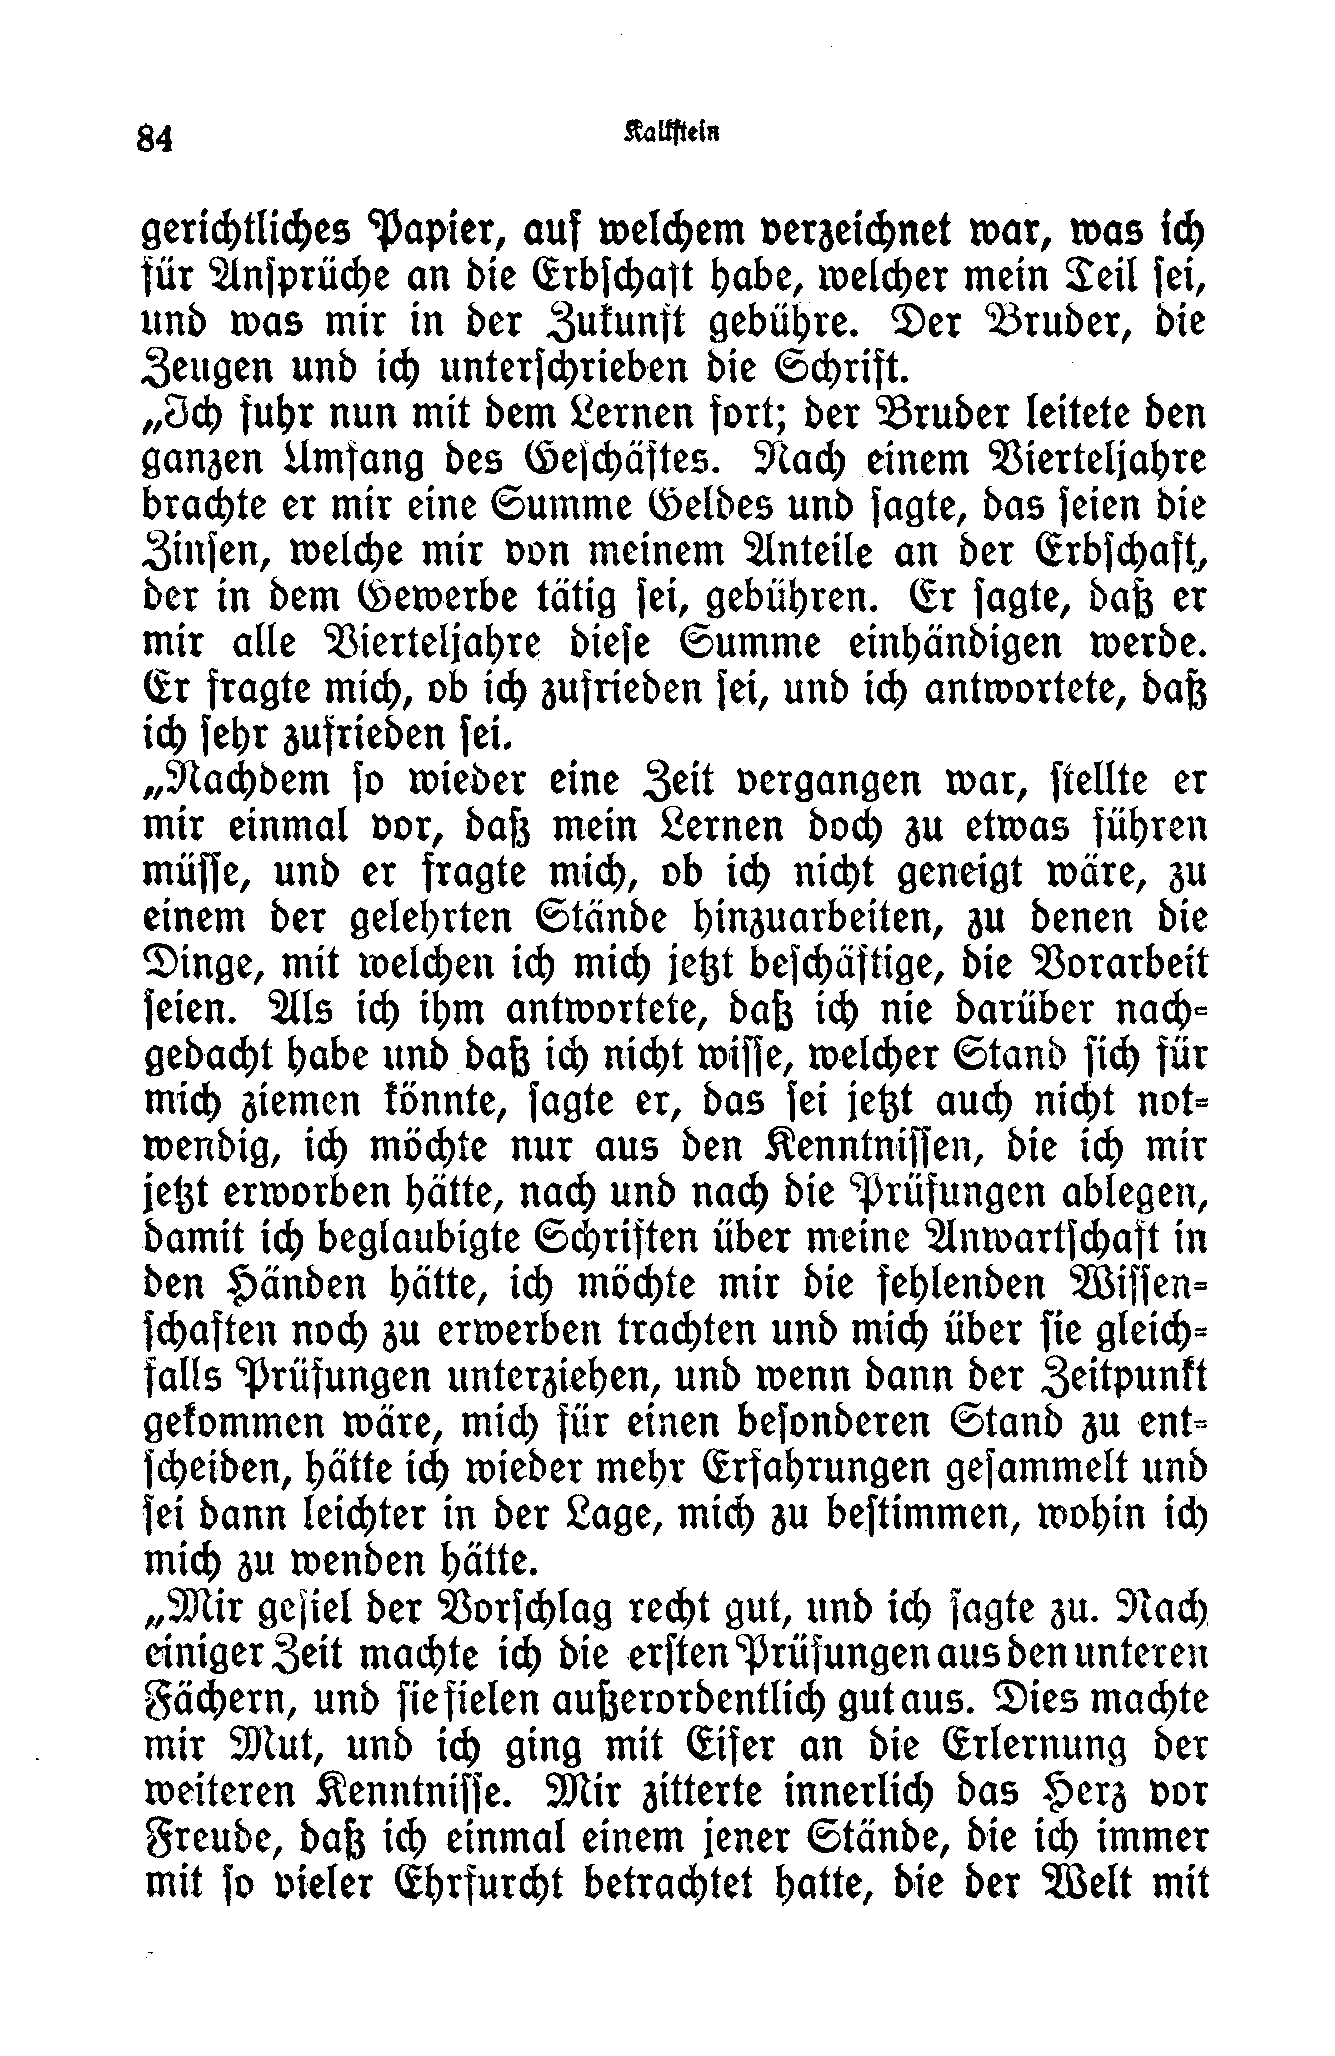 84
Kalkstein
gerichtliches Papier, auf welchem verzeichnet war, was ich
für Ansprüche an die Erbschaft habe, welcher mein Teil sei,
und was mir in der Zukunft gebühre. Der Bruder, die
Zeugen und ich unterschrieben die Schrift.
„Ich fuhr nun mit dem Lernen fort; der Bruder leitete den
ganzen Umfang des Geschäftes. Nach einem Vierteljahre
brachte er mir eine Summe Geldes und sagte, das seien die
Zinsen, welche mir von meinem Anteile an der Erbschaft,
der in dem Gewerbe tätig sei, gebühren. Er sagte, daß er
mir alle Vierteljahre diese Summe einhändigen werde.
Er fragte mich, ob ich zufrieden sei, und ich antwortete, daß
ich sehr zufrieden sei.
„Nachdem so wieder eine Zeit vergangen war, stellte er
mir einmal vor, daß mein Lernen doch zu etwas führen
müsse, und er fragte mich, ob ich nicht geneigt wäre, zu
einem der gelehrten Stände hinzuarbeiten, zu denen die
Dinge, mit welchen ich mich jetzt beschäftige, die Vorarbeit
seien. Als ich ihm antwortete, daß ich nie darüber nach-
gedacht habe und daß ich nicht wisse, welcher Stand sich für
mich ziemen könnte, sagte er, das sei jetzt auch nicht not-
wendig, ich möchte nur aus den Kenntnissen, die ich mir
jetzt erworben hätte, nach und nach die Prüfungen ablegen,
damit ich beglaubigte Schriften über meine Anwartschaft in
den Händen hätte, ich möchte mir die fehlenden Wissen-
schaften noch zu erwerben trachten und mich über sie gleich-
falls Prüfungen unterziehen, und wenn dann der Zeitpunkt
gekommen wäre, mich für einen besonderen Stand zu ent-
scheiden, hätte ich wieder mehr Erfahrungen gesammelt und
sei dann leichter in der Lage, mich zu bestimmen, wohin ich
mich zu wenden hätte.
„Mir gefiel der Vorschlag recht gut, und ich sagte zu. Nach
einiger Zeit machte ich die ersten Prüfungen aus den unteren
Fächern, und sie fielen außerordentlich gut aus. Dies machte
mir Mut, und ich ging mit Eifer an die Erlernung der
weiteren Kenntnisse. Mir zitterte innerlich das Herz vor
Freude, daß ich einmal einem jener Stände, die ich immer
mit so vieler Ehrfurcht betrachtet hatte, die der Welt mit